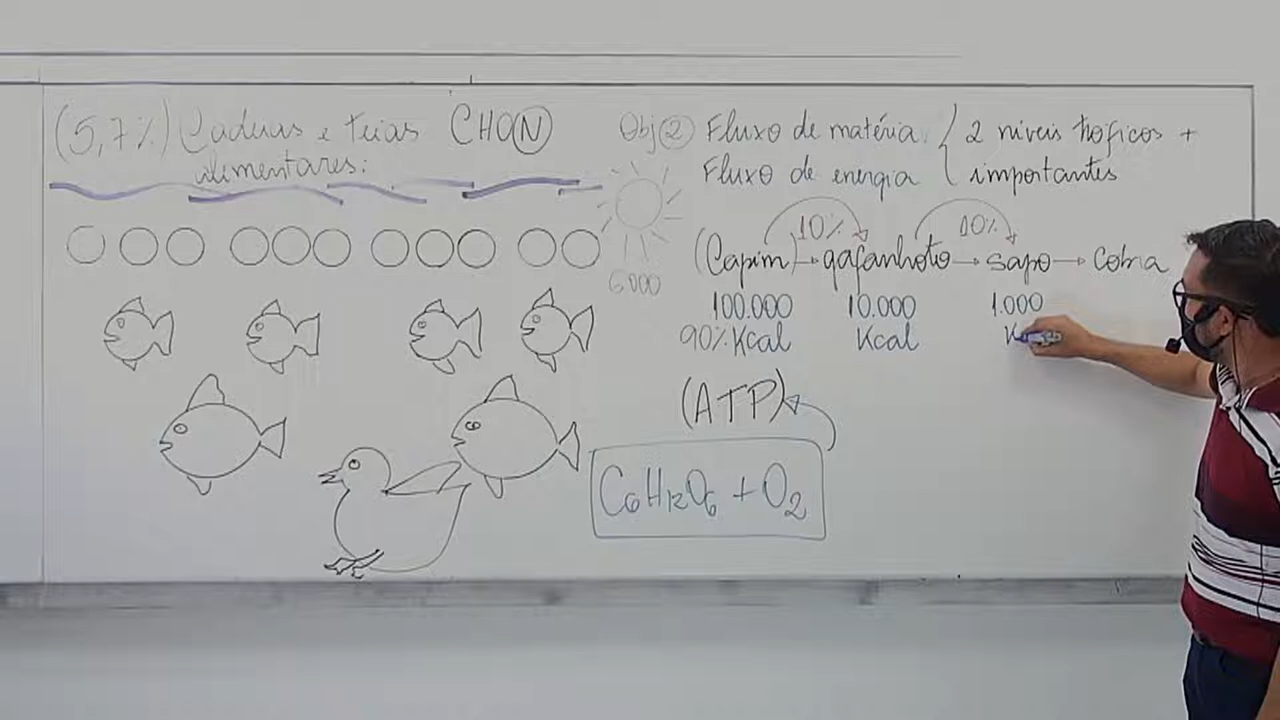 (5,7%) Cadeias e teias CHON
alimentares:
Obj 2 Fluxo de matéria. { 2 níveis tróficos +
Fluxo de energia importantes
10% 10%
(Capim) → gafanhoto → sapo → cobra
6000
100.000 10.000 1.000
90% Kcal Kcal K
(ATP)
C6H12O6 + O2